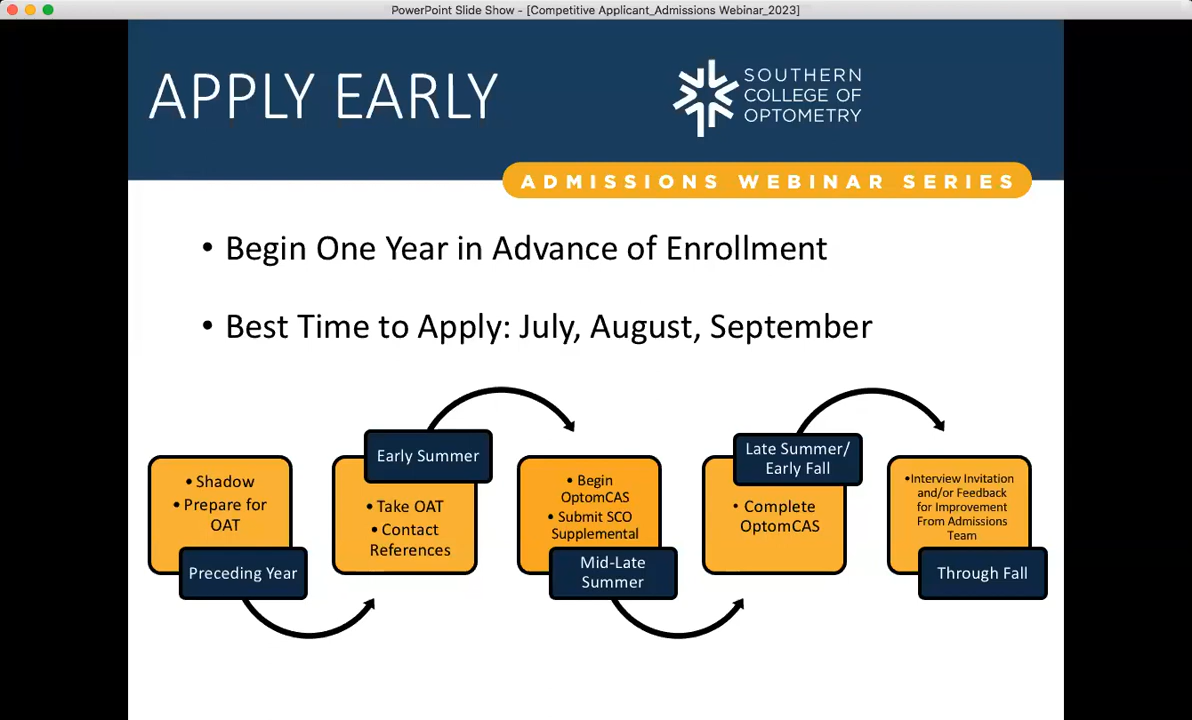 PowerPoint Slide Show - [Competitive Applicant_Admissions Webinar_2023]
APPLY EARLY
SOUTHERN
COLLEGE OF
OPTOMETRY
ADMISSIONS WEBINAR SERIES
• Begin One Year in Advance of Enrollment
• Best Time to Apply: July, August, September
• Shadow
• Prepare for
OAT
Preceding Year
Early Summer
• Take OAT
• Contact
References
• Begin
OptomCAS
• Submit SCO
Supplemental
Mid-Late
Summer
Late Summer/
Early Fall
• Complete
OptomCAS
•Interview Invitation
and/or Feedback
for Improvement
From Admissions
Team
Through Fall